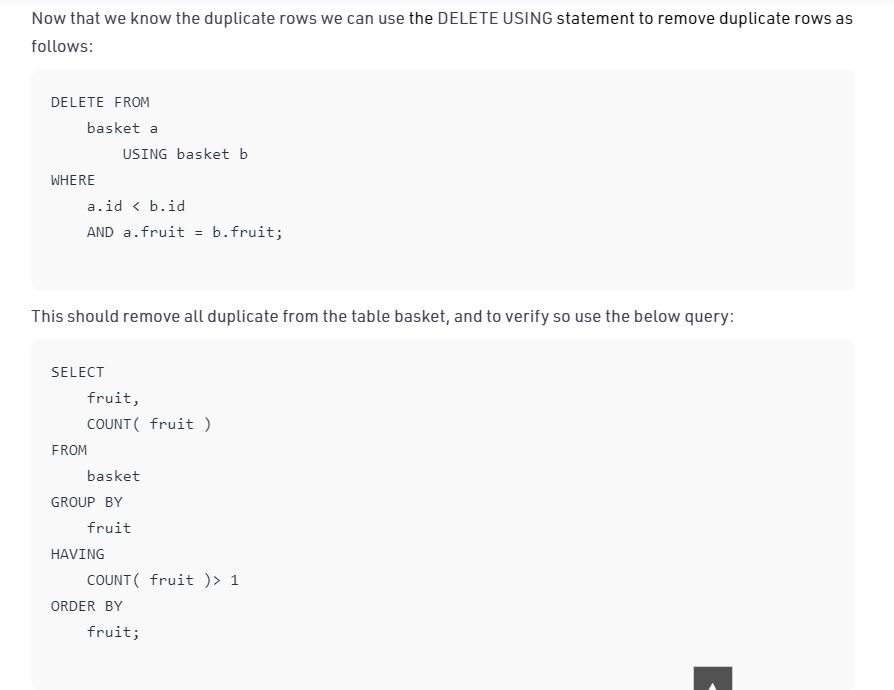 Now that we know the duplicate rows we can use the DELETE USING statement to remove duplicate rows as
follows:
DELETE FROM
basket a
USING basket b
WHERE
a.id < b.id
AND a.fruit = b.fruit;
This should remove all duplicate from the table basket, and to verify so use the below query:
SELECT
fruit,
COUNT( fruit )
FROM
basket
GROUP BY
fruit
HAVING
COUNT( fruit )> 1
ORDER BY
fruit;